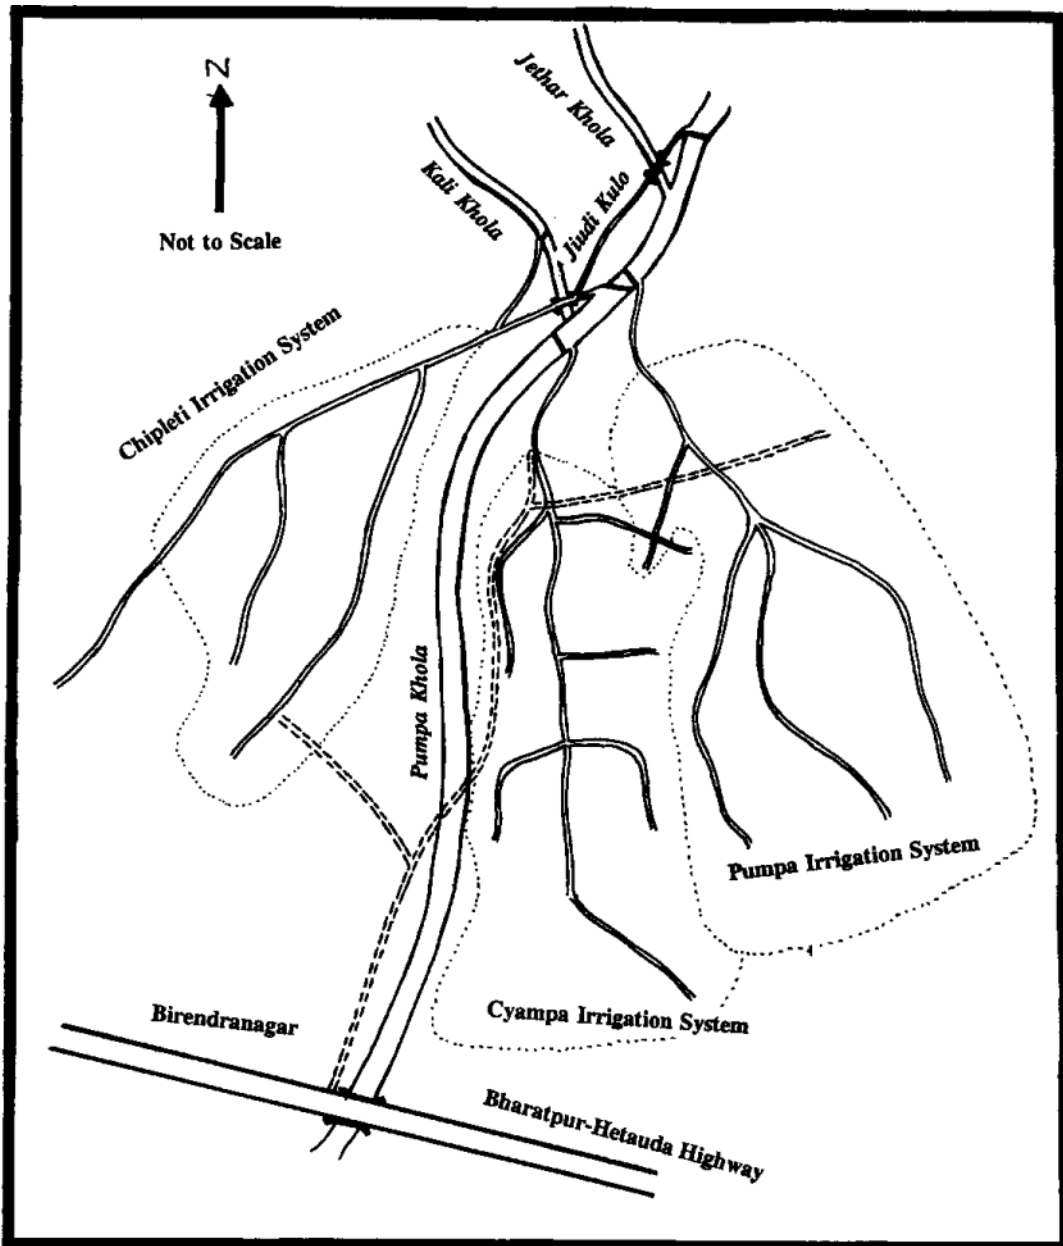 N
Not to Scale
Jethar Khola
Kali Khola
Jiudi Kulo
Chipleti Irrigation System
Pumpa Khola
Pumpa Irrigation System
Cyampa Irrigation System
Birendranagar
Bharatpur-Hetauda Highway